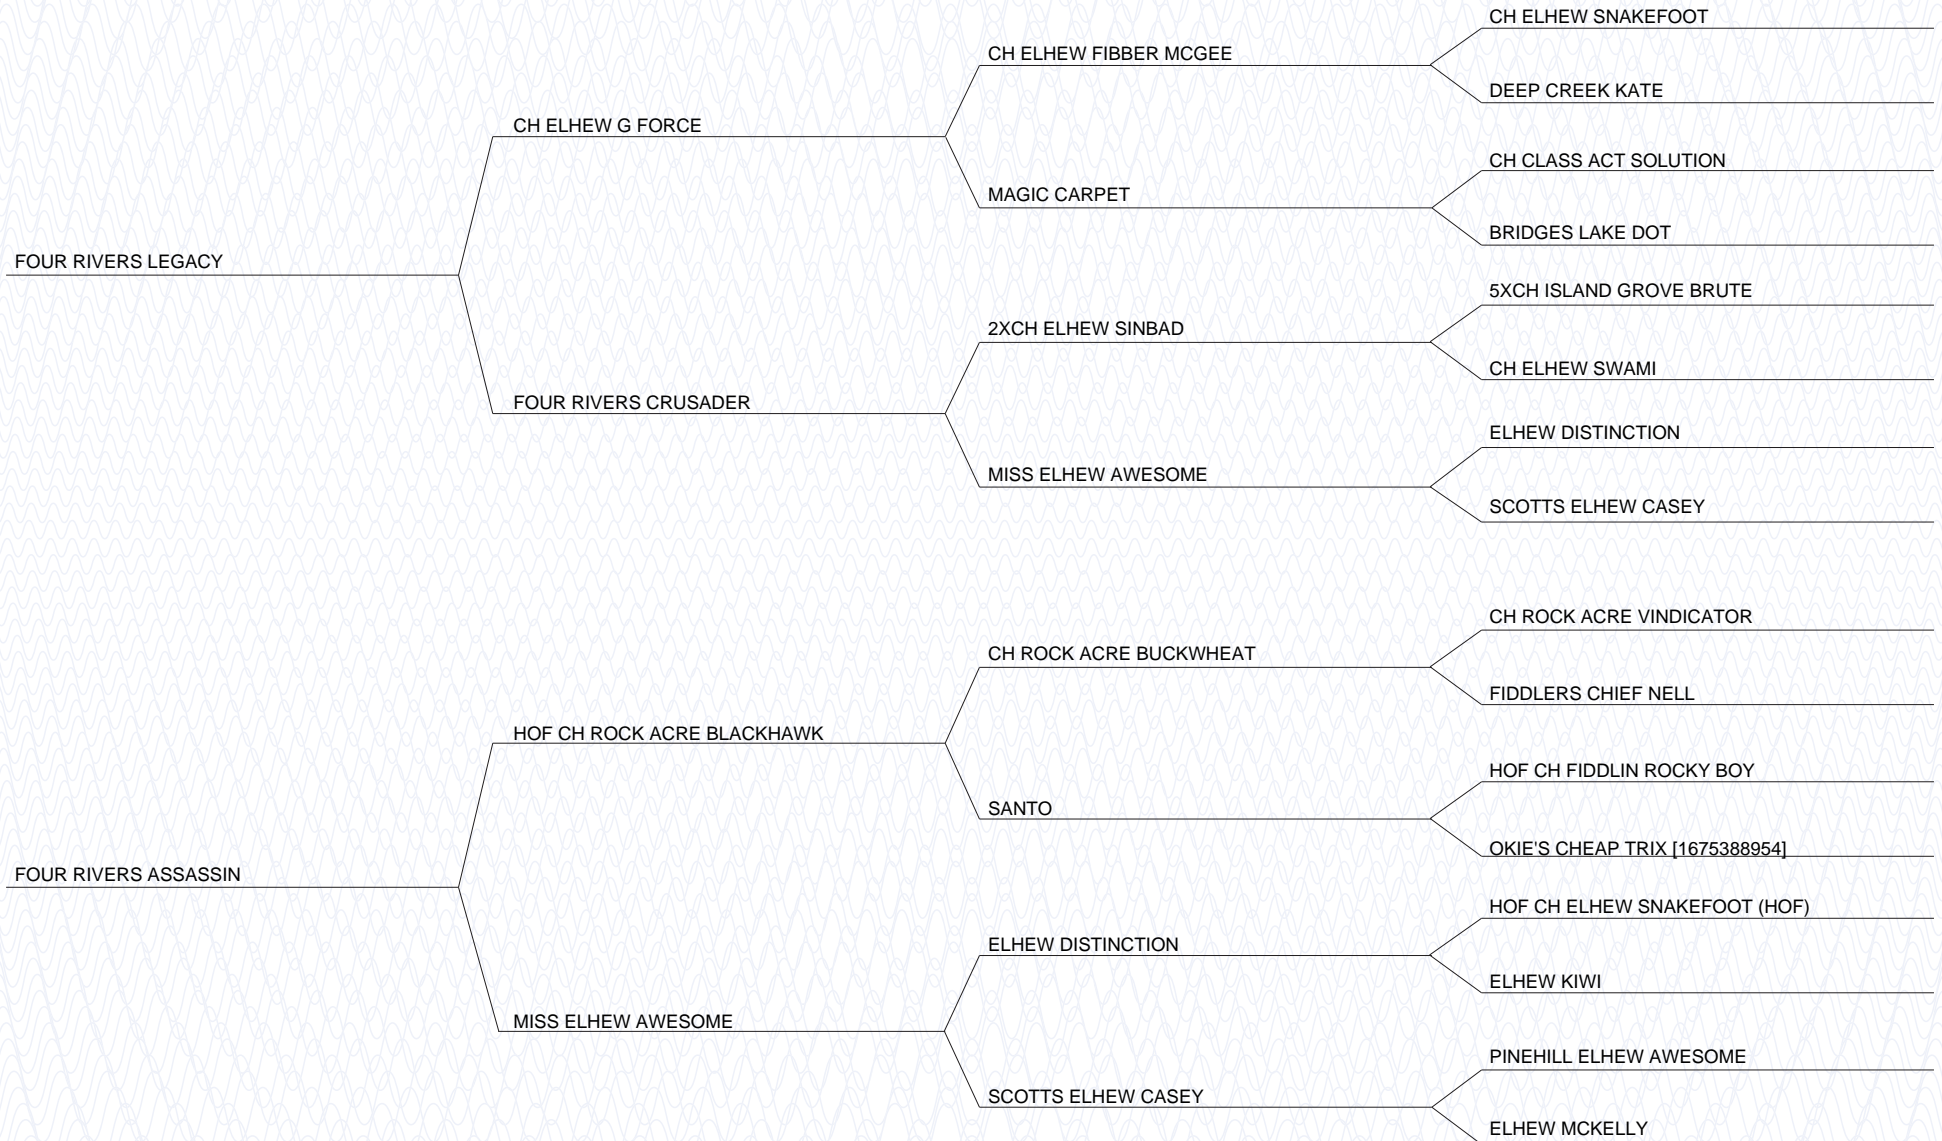 CH ELHEW SNAKEFOOT
CH ELHEW FIBBER MCGEE
DEEP CREEK KATE
CH ELHEW G FORCE
CH CLASS ACT SOLUTION
MAGIC CARPET
BRIDGES LAKE DOT
FOUR RIVERS LEGACY
5XCH ISLAND GROVE BRUTE
2XCH ELHEW SINBAD
CH ELHEW SWAMI
FOUR RIVERS CRUSADER
ELHEW DISTINCTION
MISS ELHEW AWESOME
SCOTTS ELHEW CASEY
CH ROCK ACRE VINDICATOR
CH ROCK ACRE BUCKWHEAT
FIDDLERS CHIEF NELL
HOF CH ROCK ACRE BLACKHAWK
HOF CH FIDDLIN ROCKY BOY
SANTO
OKIE'S CHEAP TRIX [1675388954]
FOUR RIVERS ASSASSIN
HOF CH ELHEW SNAKEFOOT (HOF)
ELHEW DISTINCTION
ELHEW KIWI
MISS ELHEW AWESOME
PINEHILL ELHEW AWESOME
SCOTTS ELHEW CASEY
ELHEW MCKELLY